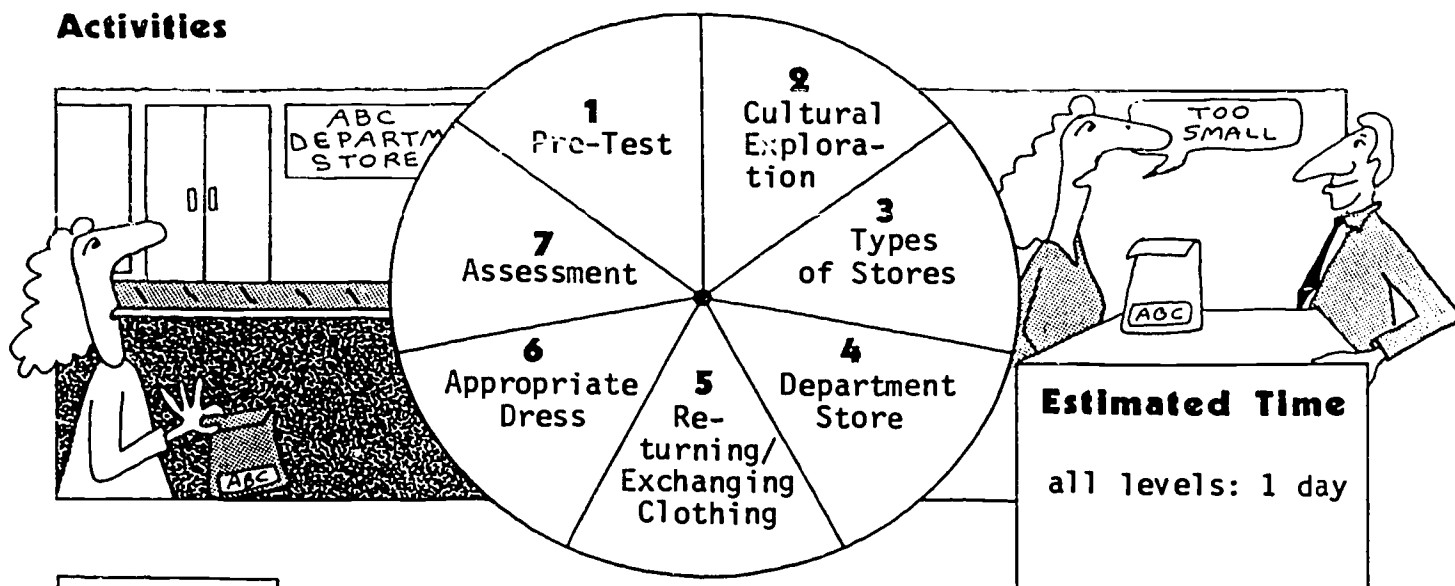 Activities
ABC
DEPARTM
STORE
1
Pre-Test
2
Cultural
Explora-
tion
TOO
SMALL
3
Types
of Stores
7
Assessment
ABC
6
Appropriate
Dress
5
Re-
turning/
Exchanging
Clothing
4
Department
Store
ABC
Estimated Time
all levels: 1 day